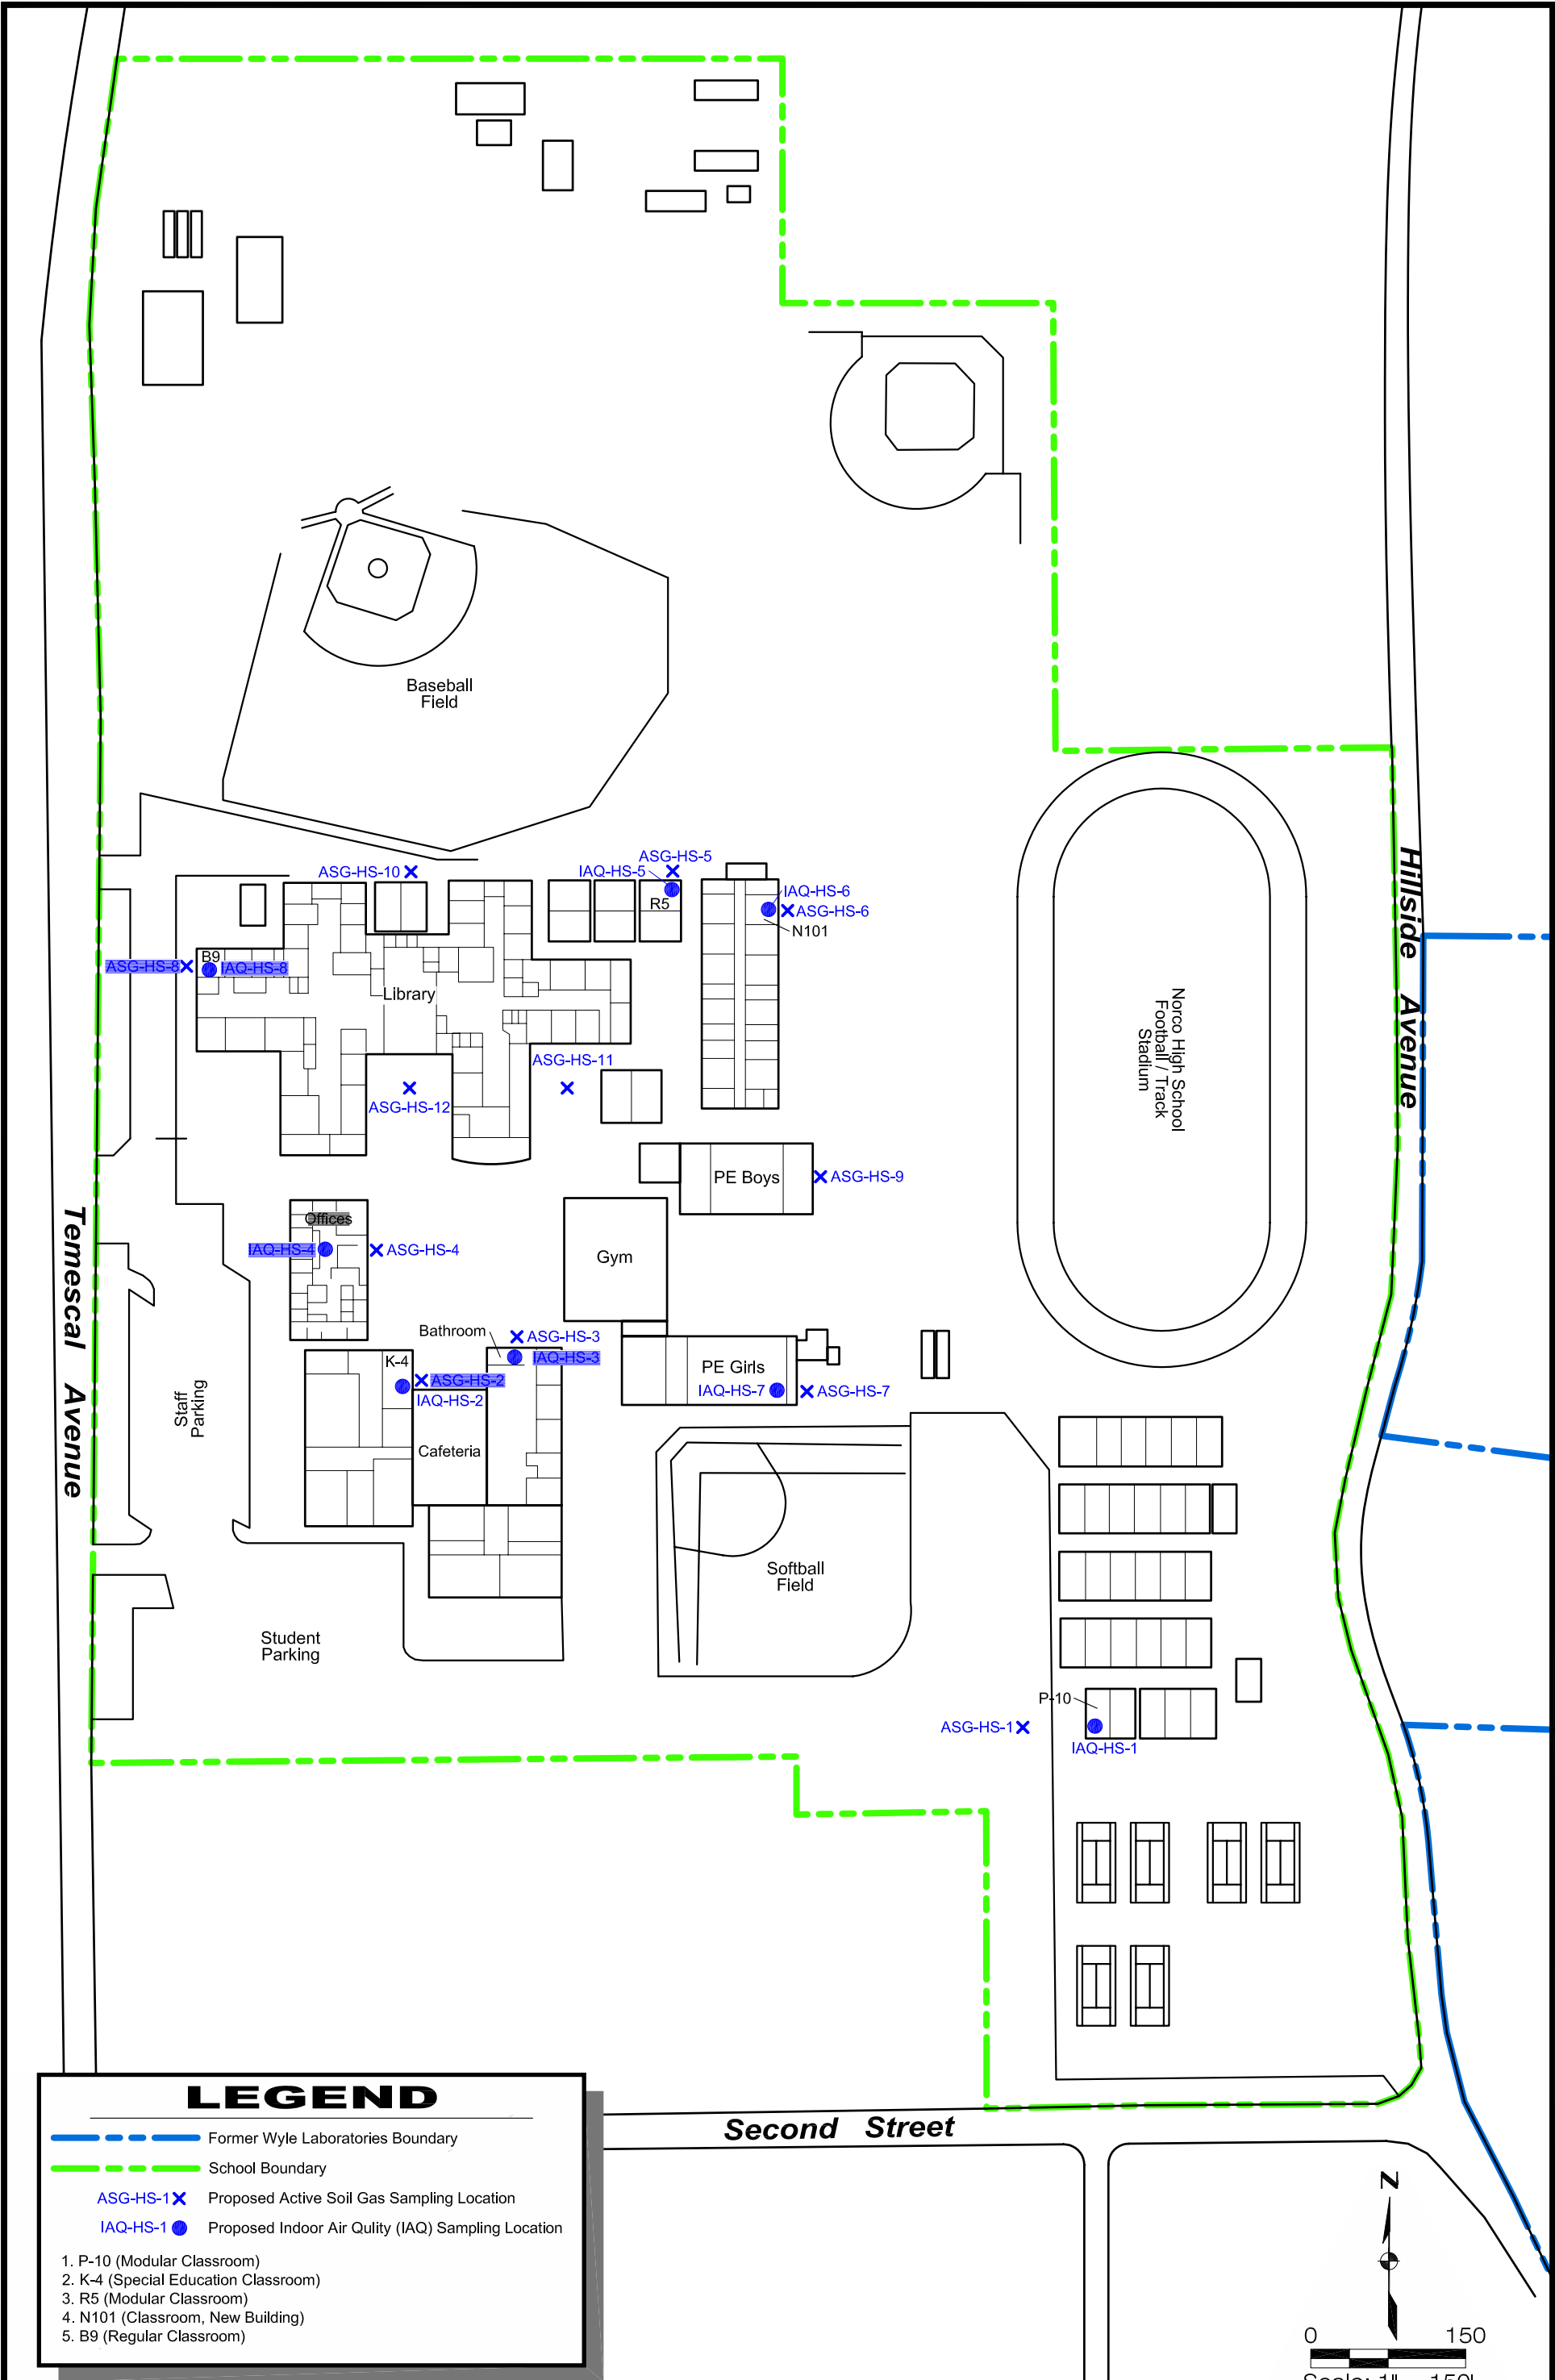 Baseball
Field
ASG-HS-5
IAQ-HS-5
ASG-HS-10
R5
IAQ-HS-6
ASG-HS-6
N101
B9
ASG-HS-8
IAQ-HS-8
Library
ASG-HS-11
ASG-HS-12
Norco High School
Football / Track
Stadium
Hillside Avenue
PE Boys
ASG-HS-9
Offices
IAQ-HS-4
ASG-HS-4
Gym
Temescal Avenue
Bathroom
ASG-HS-3
IAQ-HS-3
K-4
ASG-HS-2
IAQ-HS-2
PE Girls
IAQ-HS-7
ASG-HS-7
Staff
Parking
Cafeteria
Softball
Field
Student
Parking
P-10
ASG-HS-1
IAQ-HS-1
Second Street
LEGEND
Former Wyle Laboratories Boundary
School Boundary
ASG-HS-1 Proposed Active Soil Gas Sampling Location
IAQ-HS-1 Proposed Indoor Air Qulity (IAQ) Sampling Location
1. P-10 (Modular Classroom)
2. K-4 (Special Education Classroom)
3. R5 (Modular Classroom)
4. N101 (Classroom, New Building)
5. B9 (Regular Classroom)
N
0 150
Scale: 1" 150'